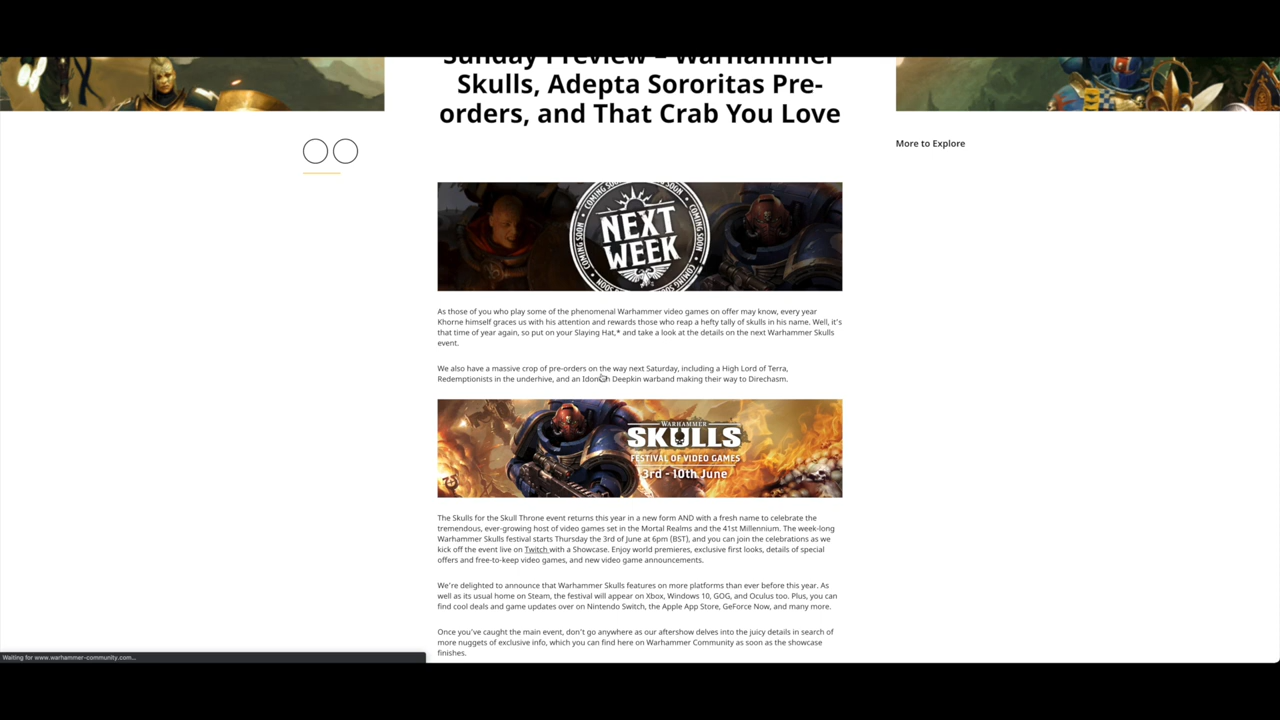 Sunday Preview – Warhammer
Skulls, Adepta Sororitas Pre-
orders, and That Crab You Love
More to Explore
COMING SOON
NEXT
WEEK
COMING SOON
As those of you who play some of the phenomenal Warhammer video games on offer may know, every year
Khorne himself graces us with his attention and rewards those who reap a hefty tally of skulls in his name. Well, it's
that time of year again, so put on your Slaying Hat,* and take a look at the details on the next Warhammer Skulls
event.
We also have a massive crop of pre-orders on the way next Saturday, including a High Lord of Terra,
Redemptionists in the underhive, and an Idoneth Deepkin warband making their way to Direchasm.
WARHAMMER
SKULLS
FESTIVAL OF VIDEO GAMES
3rd - 10th June
The Skulls for the Skull Throne event returns this year in a new form AND with a fresh name to celebrate the
tremendous, ever-growing host of video games set in the Mortal Realms and the 41st Millennium. The week-long
Warhammer Skulls festival starts Thursday the 3rd of June at 6pm (BST), and you can join the celebrations as we
kick off the event live on Twitch with a Showcase. Enjoy world premieres, exclusive first looks, details of special
offers and free-to-keep video games, and new video game announcements.
We're delighted to announce that Warhammer Skulls features on more platforms than ever before this year. As
well as its usual home on Steam, the festival will appear on Xbox, Windows 10, GOG, and Oculus too. Plus, you can
find cool deals and game updates over on Nintendo Switch, the Apple App Store, GeForce Now, and many more.
Once you've caught the main event, don't go anywhere as our aftershow delves into the juicy details in search of
more nuggets of exclusive info, which you can find here on Warhammer Community as soon as the showcase
finishes.
Waiting for www.warhammer-community.com...